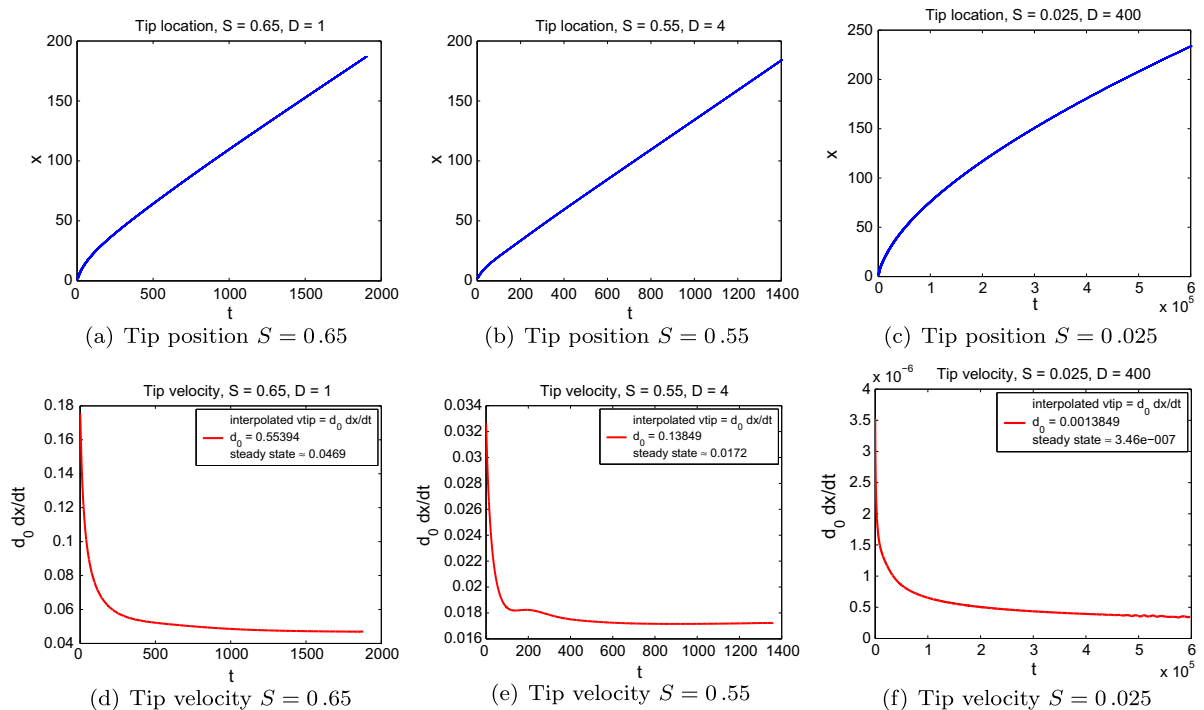 Tip location, S = 0.65, D = 1
200
150
100
50
0
x
0 500 1000 1500 2000
t
(a) Tip position S = 0.65
Tip location, S = 0.55, D = 4
200
150
100
50
0
x
0 200 400 600 800 1000 1200 1400
t
(b) Tip position S = 0.55
Tip location, S = 0.025, D = 400
250
200
150
100
50
0
x
0 1 2 3 4 5 6
t
x 10^5
(c) Tip position S = 0.025
Tip velocity, S = 0.65, D = 1
0.18
0.16
0.14
0.12
0.1
0.08
0.06
0.04
d_0 dx/dt
interpolated vtip = d_0 dx/dt
d_0 = 0.55394
steady state ≈ 0.0469
0 500 1000 1500 2000
t
(d) Tip velocity S = 0.65
Tip velocity, S = 0.55, D = 4
0.034
0.032
0.03
0.028
0.026
0.024
0.022
0.02
0.018
0.016
d_0 dx/dt
interpolated vtip = d_0 dx/dt
d_0 = 0.13849
steady state ≈ 0.0172
0 200 400 600 800 1000 1200 1400
t
(e) Tip velocity S = 0.55
x 10^−6
Tip velocity, S = 0.025, D = 400
4
3.5
3
2.5
2
1.5
1
0.5
0
d_0 dx/dt
interpolated vtip = d_0 dx/dt
d_0 = 0.0013849
steady state ≈ 3.46e−007
0 1 2 3 4 5 6
t
x 10^5
(f) Tip velocity S = 0.025